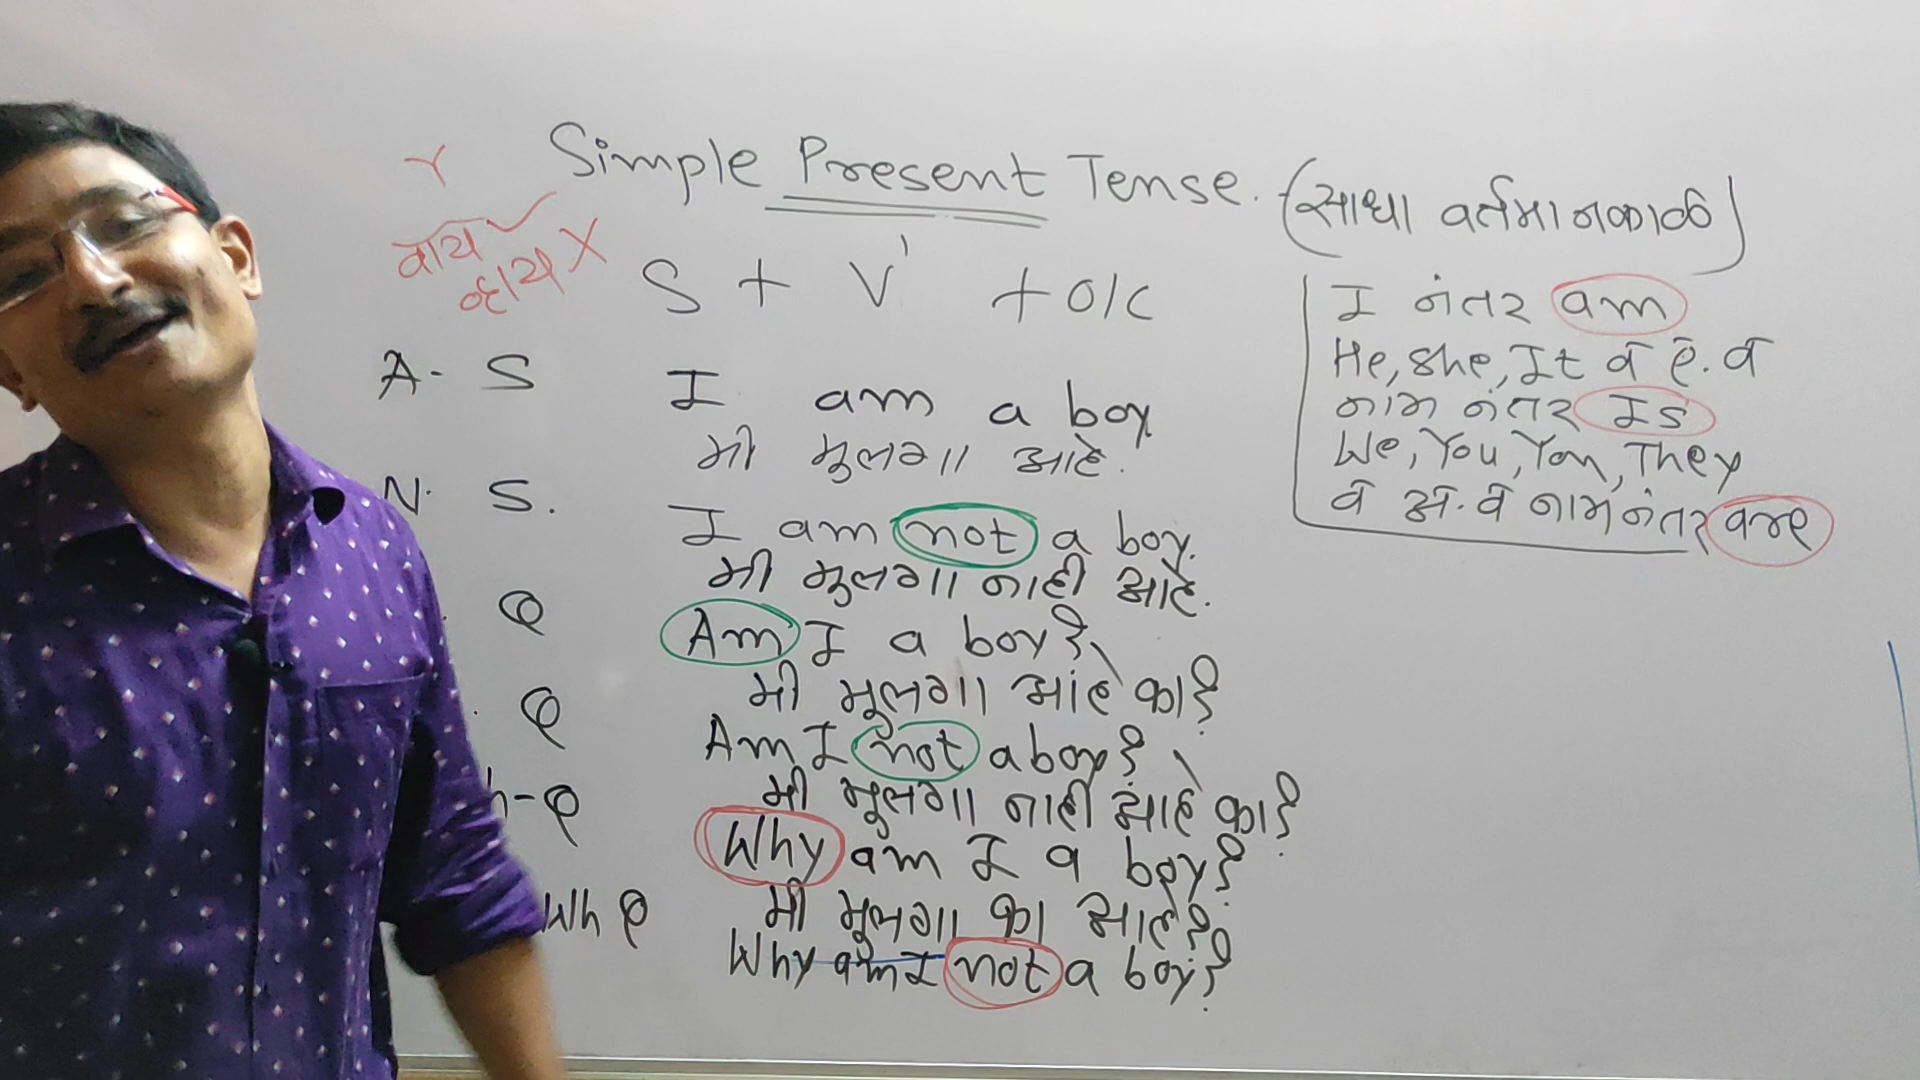 Simple Present Tense. (साधा वर्तमानकाळ)
Y
वाय ✓
व्हाय X
S + V¹ + O/C
I नंतर am
He, She, It व ए. व
नाम नंतर Is
We, You, You, They
व अ. व नाम नंतर are
A. S I am a boy
मी मुलगा आहे.
N. S. I am not a boy.
मी मुलगा नाही आहे.
Q Am I a boy?
मी मूलगा आहे का?
Q Am I not a boy?
मी मूलगा नाही आहे का?
h-Q Why am I a boy?
मी मूलगा का आहे?
Wh Q Why am I not a boy?